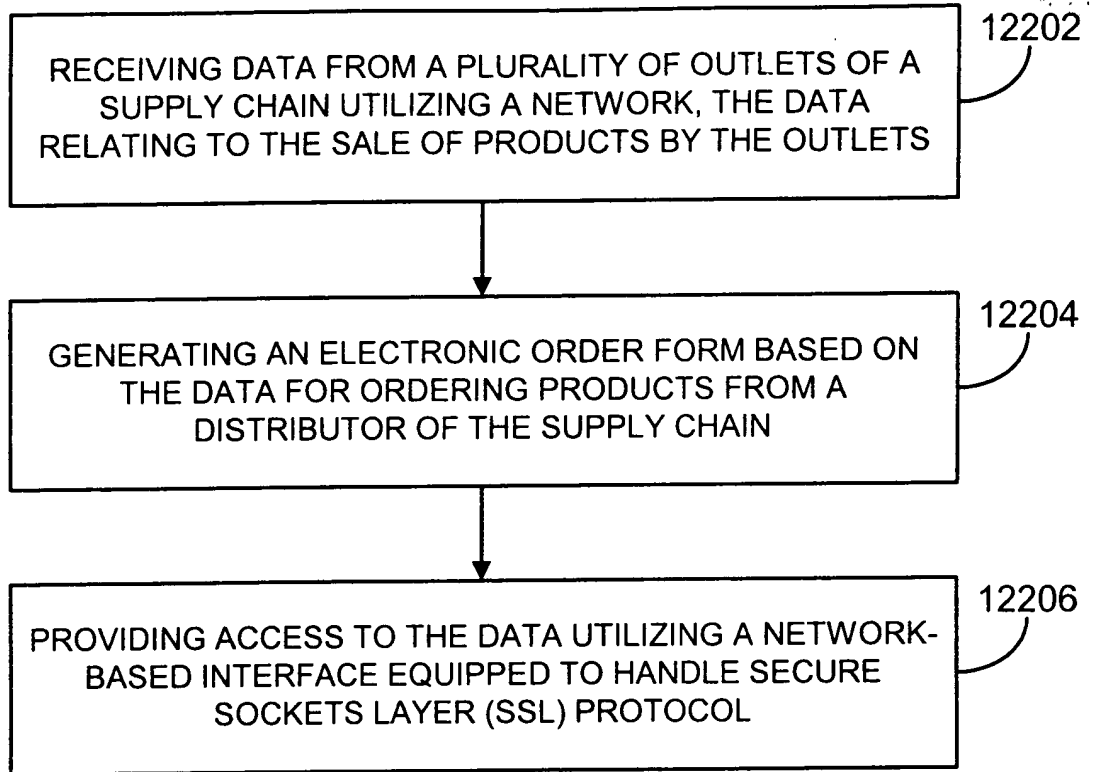 12202
RECEIVING DATA FROM A PLURALITY OF OUTLETS OF A
SUPPLY CHAIN UTILIZING A NETWORK, THE DATA
RELATING TO THE SALE OF PRODUCTS BY THE OUTLETS
12204
GENERATING AN ELECTRONIC ORDER FORM BASED ON
THE DATA FOR ORDERING PRODUCTS FROM A
DISTRIBUTOR OF THE SUPPLY CHAIN
12206
PROVIDING ACCESS TO THE DATA UTILIZING A NETWORK-
BASED INTERFACE EQUIPPED TO HANDLE SECURE
SOCKETS LAYER (SSL) PROTOCOL